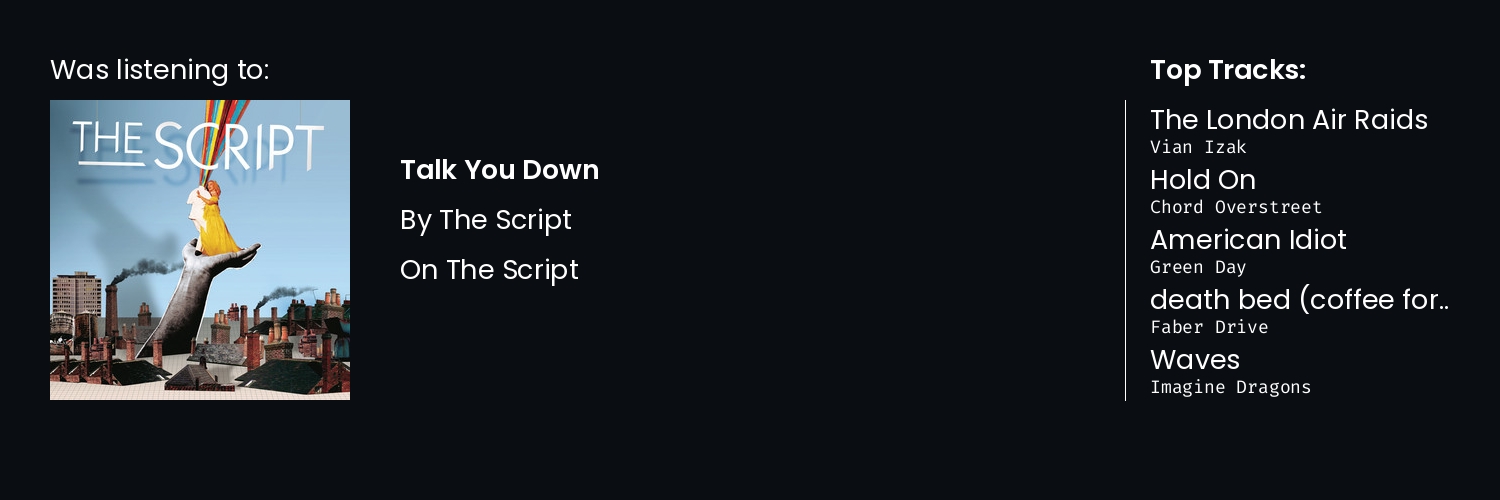 Was listening to:
THE SCRIPT
Talk You Down
By The Script
On The Script
Top Tracks:
The London Air Raids
Vian Izak
Hold On
Chord Overstreet
American Idiot
Green Day
death bed (coffee for..
Faber Drive
Waves
Imagine Dragons